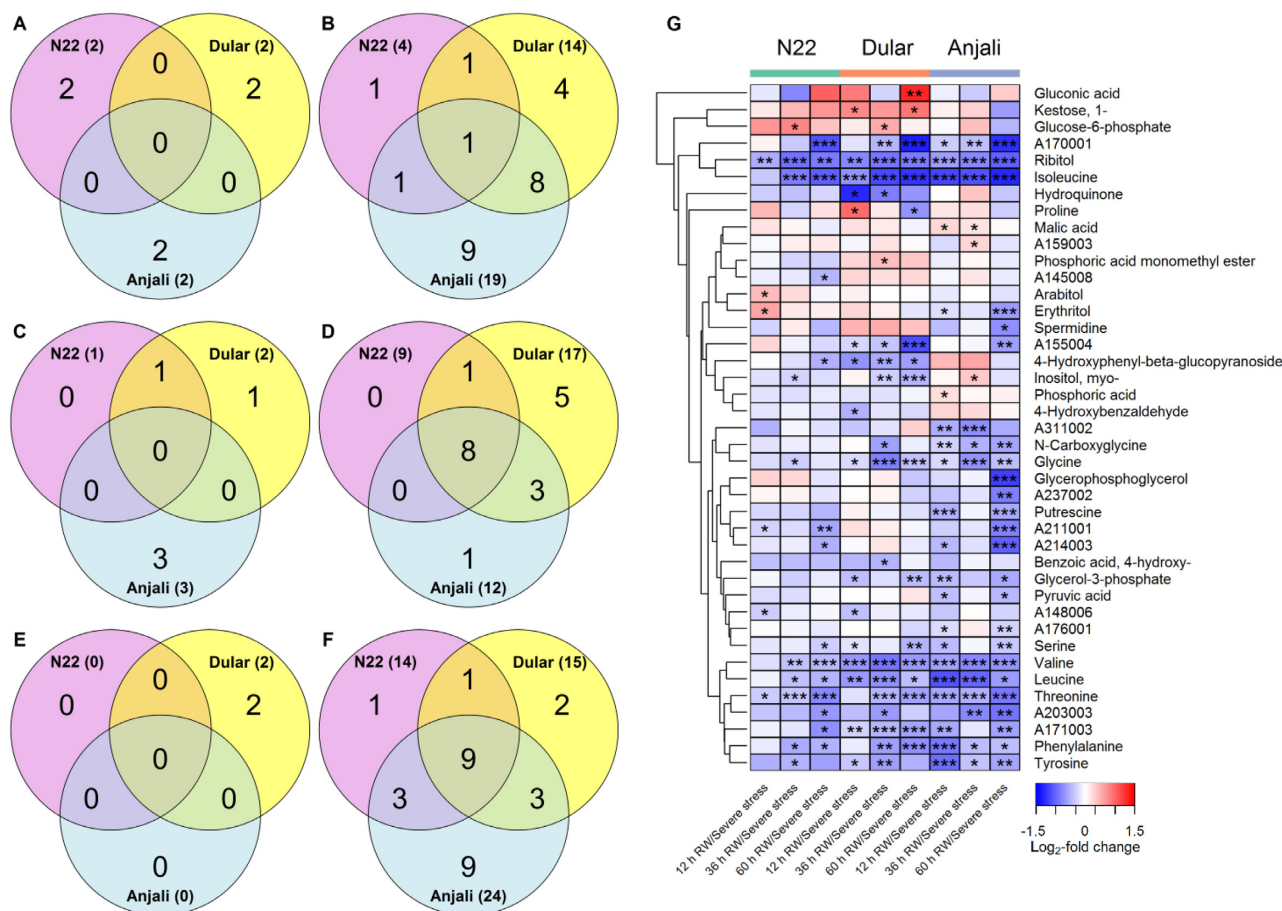 A
N22 (2)
0
Dular (2)
2
2
0
0
0
2
Anjali (2)
B
N22 (4)
1
Dular (14)
1
4
1
1
8
9
Anjali (19)
C
N22 (1)
1
Dular (2)
0
1
0
0
0
3
Anjali (3)
D
N22 (9)
1
Dular (17)
0
5
8
0
3
1
Anjali (12)
E
N22 (0)
0
Dular (2)
0
2
0
0
0
0
Anjali (0)
F
N22 (14)
1
Dular (15)
1
2
9
3
3
9
Anjali (24)
G
N22 Dular Anjali
** Gluconic acid
* * Kestose, 1-
* * Glucose-6-phosphate
*** ** *** * ** *** A170001
** *** ** ** *** *** *** *** *** Ribitol
*** *** *** *** *** *** *** *** Isoleucine
* * Hydroquinone
* * Proline
* * Malic acid
* A159003
* Phosphoric acid monomethyl ester
* A145008
* Arabitol
* * *** Erythritol
* Spermidine
* * *** ** A155004
* * ** * 4-Hydroxyphenyl-beta-glucopyranoside
* ** *** * Inositol, myo-
* Phosphoric acid
* 4-Hydroxybenzaldehyde
** *** A311002
* ** * ** N-Carboxyglycine
* * *** *** * *** ** Glycine
*** Glycerophosphoglycerol
** A237002
*** *** Putrescine
* ** *** A211001
* * *** A214003
* Benzoic acid, 4-hydroxy-
* ** ** * Glycerol-3-phosphate
* * Pyruvic acid
* * A148006
* ** A176001
* * ** * ** Serine
** *** *** *** *** *** *** *** Valine
* * ** *** * *** *** * Leucine
* *** *** *** *** *** *** *** Threonine
* * ** ** A203003
* ** *** *** ** ** A171003
* * ** *** *** * * Phenylalanine
* * ** *** * ** Tyrosine
12 h RW/Severe stress
36 h RW/Severe stress
60 h RW/Severe stress
12 h RW/Severe stress
36 h RW/Severe stress
60 h RW/Severe stress
12 h RW/Severe stress
36 h RW/Severe stress
60 h RW/Severe stress
-1.5 0 1.5
Log2-fold change